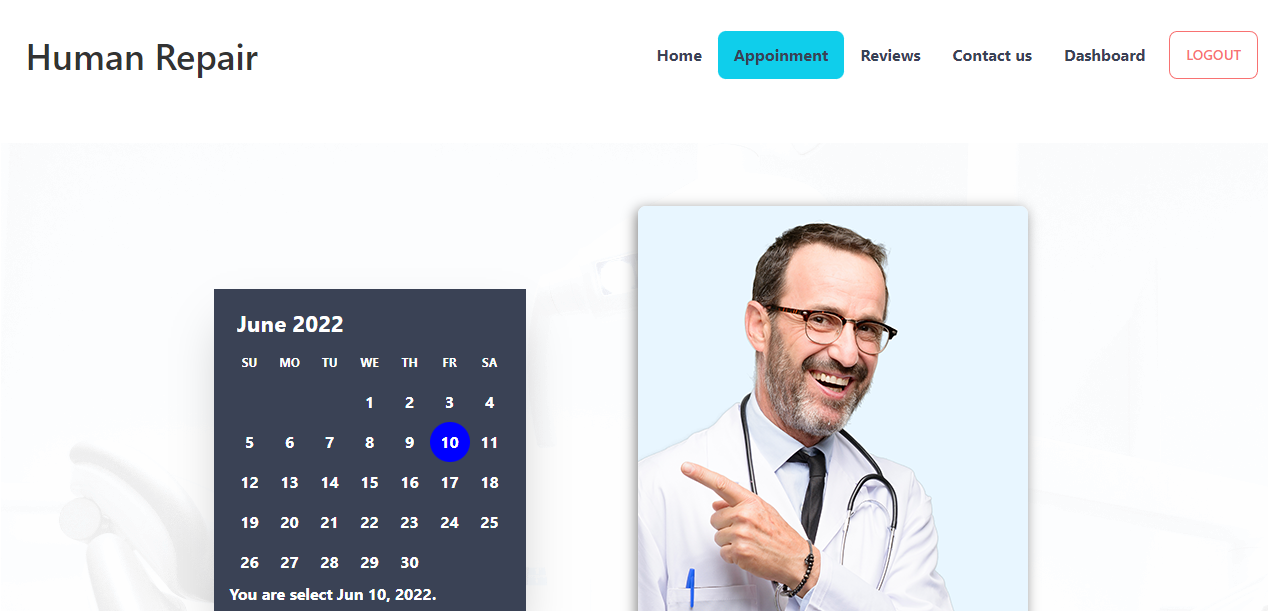 Human Repair
Home Appoinment Reviews Contact us Dashboard LOGOUT
June 2022
SU MO TU WE TH FR SA
1 2 3 4
5 6 7 8 9 10 11
12 13 14 15 16 17 18
19 20 21 22 23 24 25
26 27 28 29 30
You are select Jun 10, 2022.